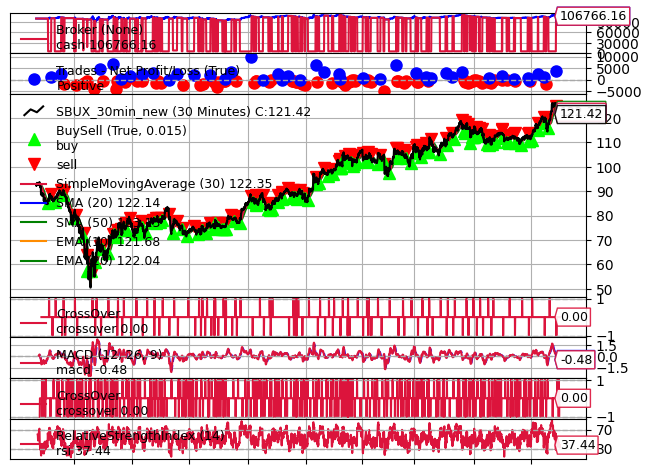 Broker (None)
cash 106766.16
106766.16
60000
30000
0
Trades - Net Profit/Loss (True)
Positive
10000
5000
0
−5000
SBUX_30min_new (30 Minutes) C:121.42
BuySell (True, 0.015)
buy
sell
SimpleMovingAverage (30) 122.35
SMA (20) 122.14
SMA (50)
EMA (30) 121.68
EMA (20) 122.04
121.42
110
100
90
80
70
60
50
CrossOver
crossover 0.00
1
0.00
−1
MACD (12, 26, 9)
macd -0.48
1.5
0.0
-0.48
−1.5
CrossOver
crossover 0.00
1
0.00
−1
RelativeStrengthIndex (14)
rsi 37.44
70
37.44
30